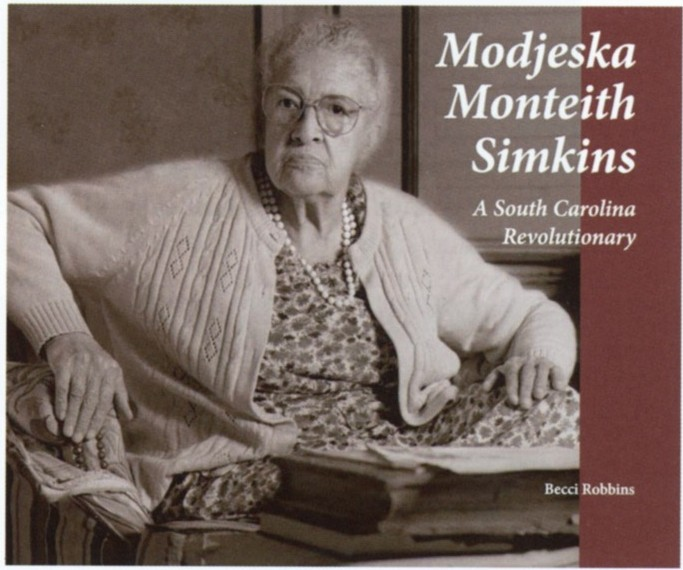 Modjeska
Monteith
Simkins
A South Carolina
Revolutionary
Becci Robbins